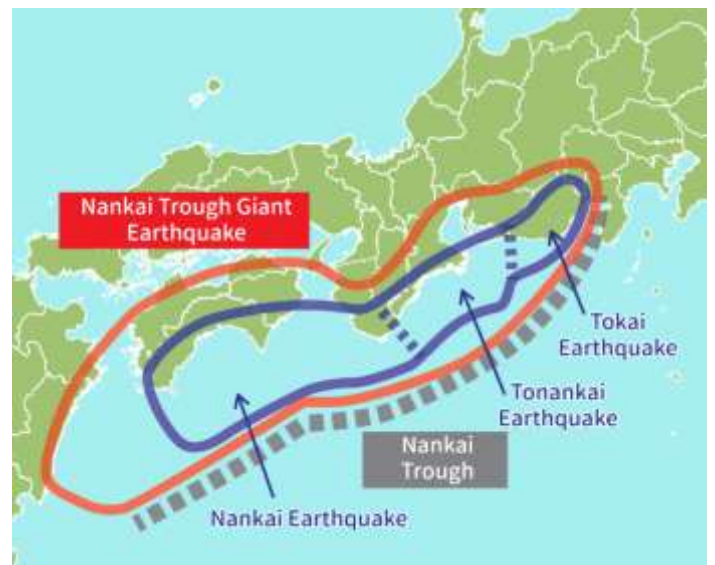 Nankai Trough Giant
Earthquake
Tokai
Earthquake
Tonankai
Earthquake
Nankai
Trough
Nankai Earthquake